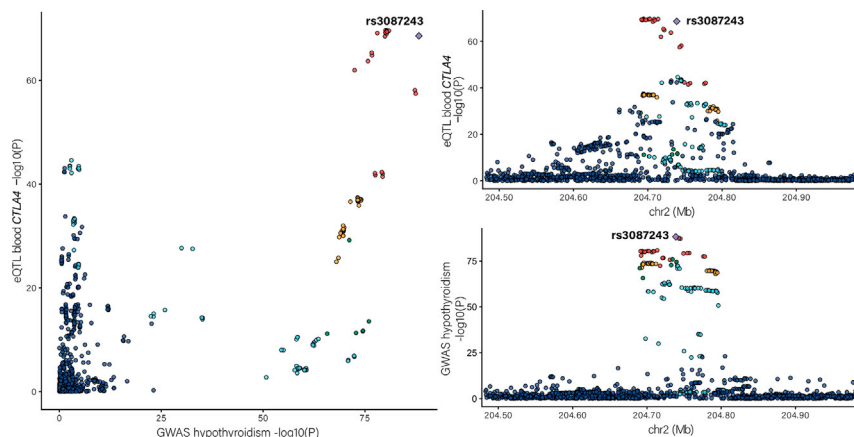 rs3087243
60
40
20
0
eQTL blood CTLA4 –log10(P)
0
25
50
75
GWAS hypothyroidism -log10(P)
rs3087243
60
40
20
0
eQTL blood CTLA4
–log10(P)
204.50
204.60
204.70
204.80
204.90
chr2 (Mb)
rs3087243
75
50
25
0
GWAS hypothyroidism
-log10(P)
204.50
204.60
204.70
204.80
204.90
chr2 (Mb)